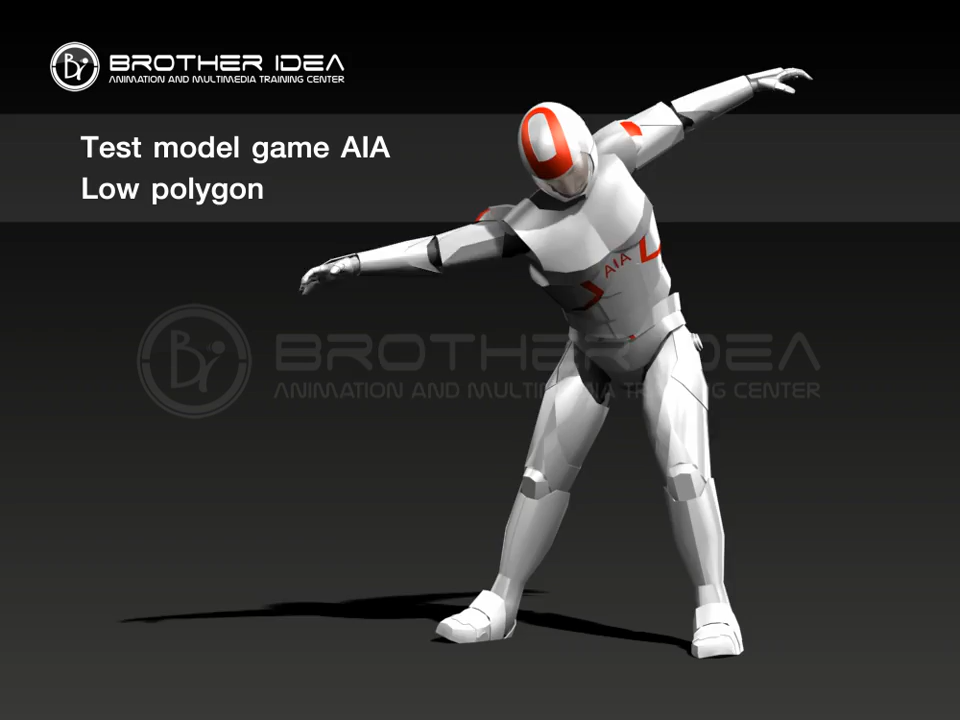 BROTHER IDEA
ANIMATION AND MULTIMEDIA TRAINING CENTER
Test model game AIA
Low polygon
AIA
BROTHER IDEA
ANIMATION AND MULTIMEDIA TRAINING CENTER